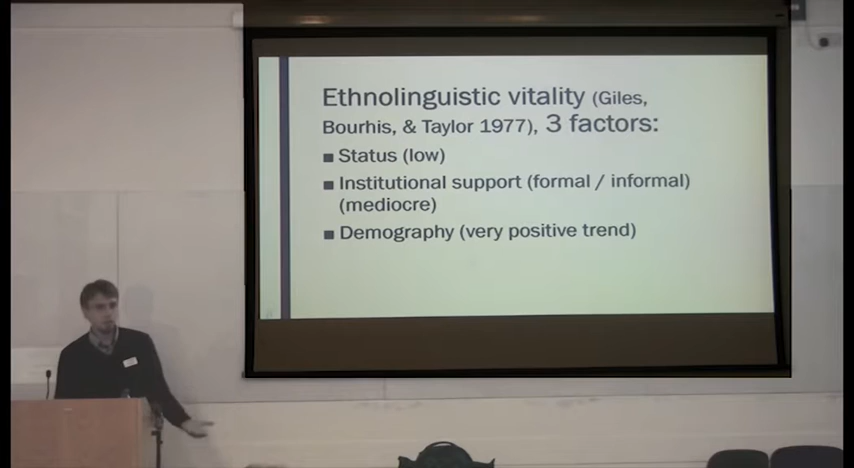 Ethnolinguistic vitality (Giles,
Bourhis, & Taylor 1977), 3 factors:
■ Status (low)
■ Institutional support (formal / informal)
(mediocre)
■ Demography (very positive trend)